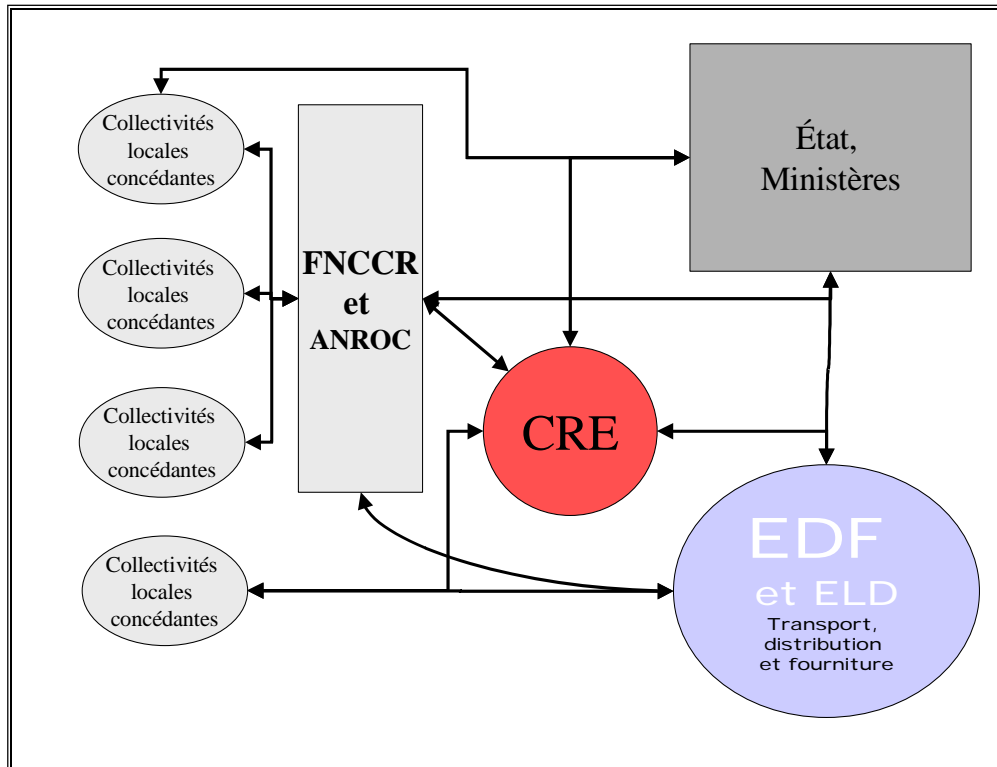 Collectivités
locales
concédantes
État,
Ministères
Collectivités
locales
concédantes
FNCCR
et
ANROC
Collectivités
locales
concédantes
CRE
Collectivités
locales
concédantes
EDF
et ELD
Transport,
distribution
et fourniture